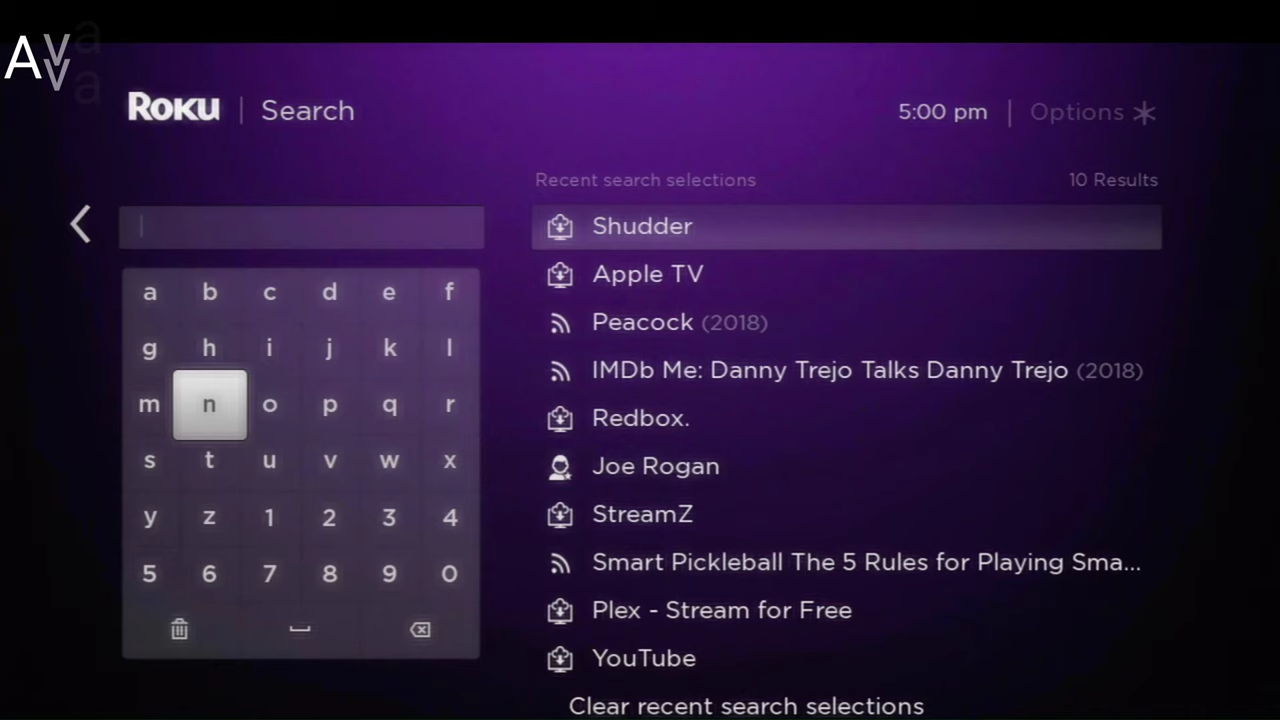 AVV
a
a
Roku | Search
5:00 pm | Options
Recent search selections
10 Results
Shudder
Apple TV
Peacock (2018)
IMDb Me: Danny Trejo Talks Danny Trejo (2018)
Redbox.
Joe Rogan
StreamZ
Smart Pickleball The 5 Rules for Playing Sma...
Plex - Stream for Free
YouTube
Clear recent search selections
a b c d e f
g h i j k l
m n o p q r
s t u v w x
y z 1 2 3 4
5 6 7 8 9 0